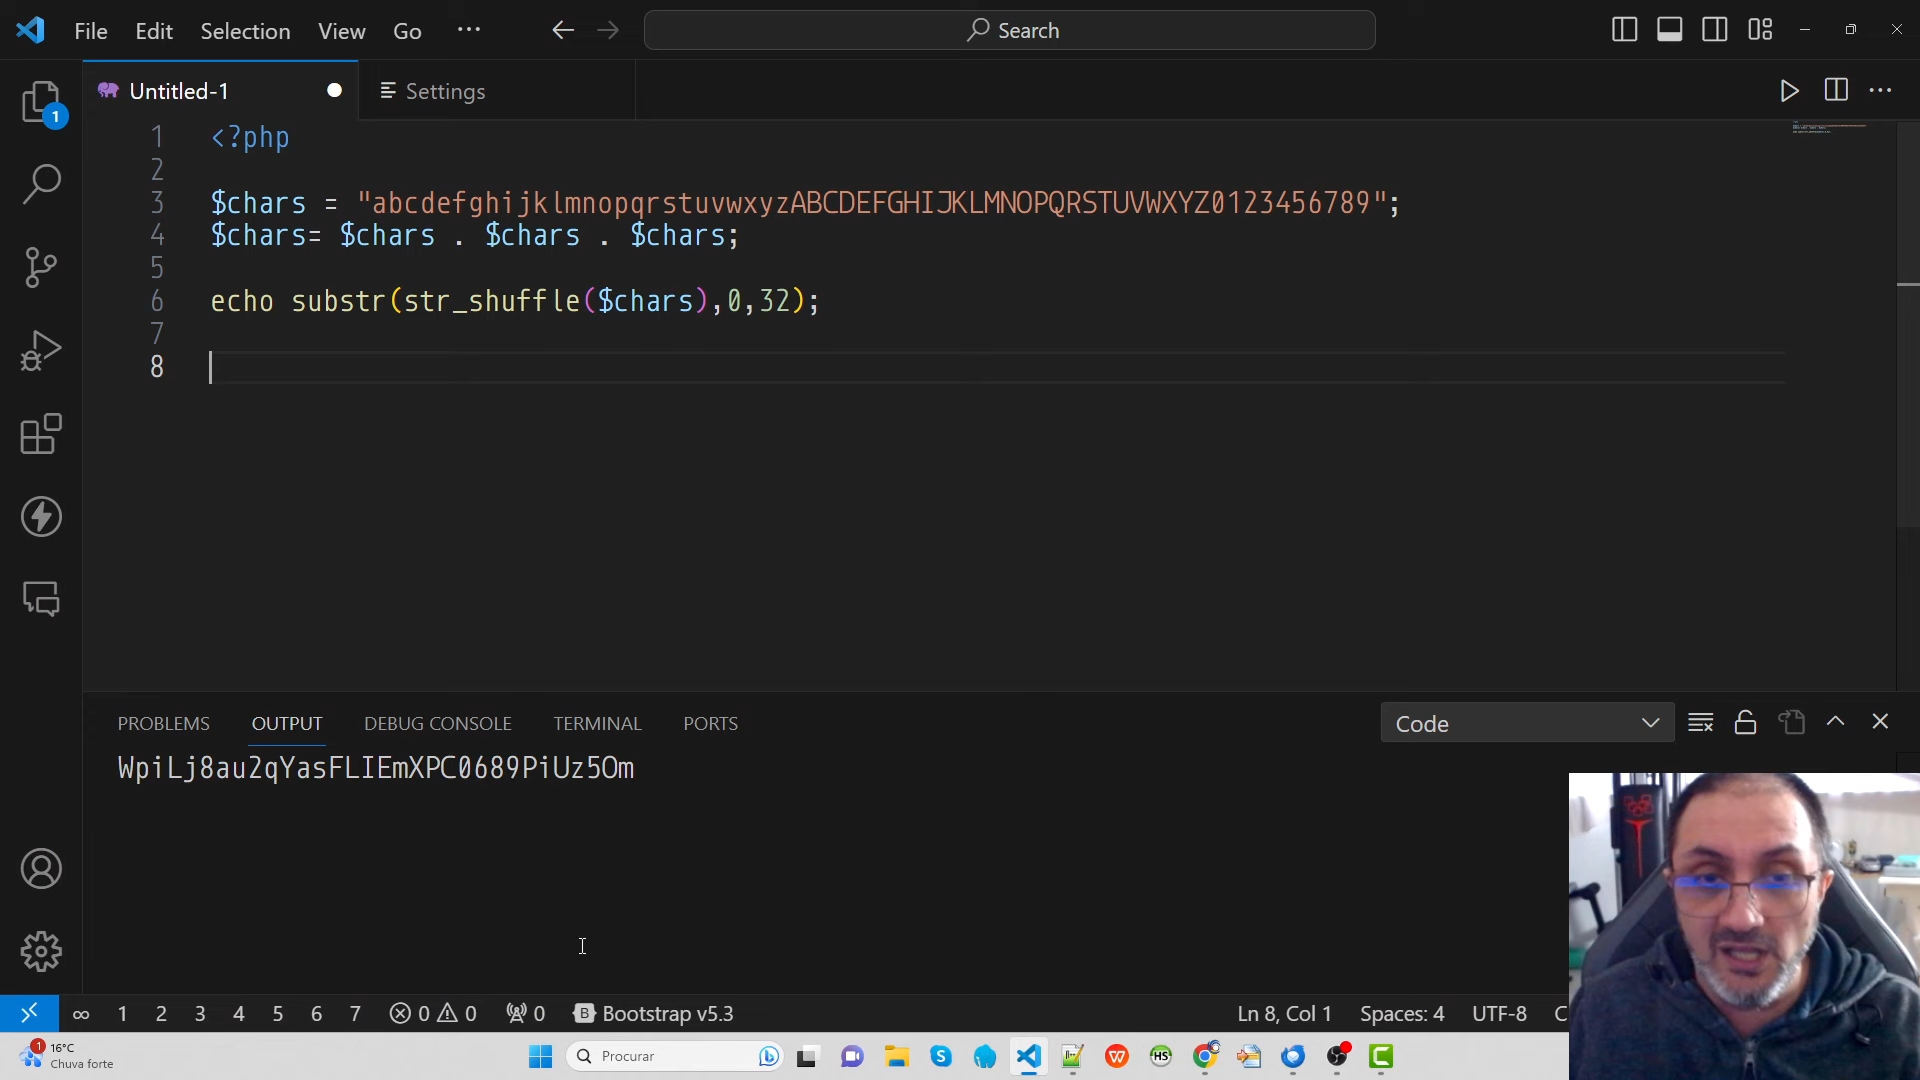 File Edit Selection View Go ··· Search
Untitled-1 Settings
1 <?php
2
3 $chars = "abcdefghijklmnopqrstuvwxyzABCDEFGHIJKLMNOPQRSTUVWXYZ0123456789";
4 $chars= $chars . $chars . $chars;
5
6 echo substr(str_shuffle($chars),0,32);
7
8
1
PROBLEMS OUTPUT DEBUG CONSOLE TERMINAL PORTS Code
WpiLj8au2qYasFLIEmXPC0689PiUz5Om
∞ 1 2 3 4 5 6 7 0 0 0 B Bootstrap v5.3 Ln 8, Col 1 Spaces: 4 UTF-8 C
1 16°C
Chuva forte
Procurar
S W HS C